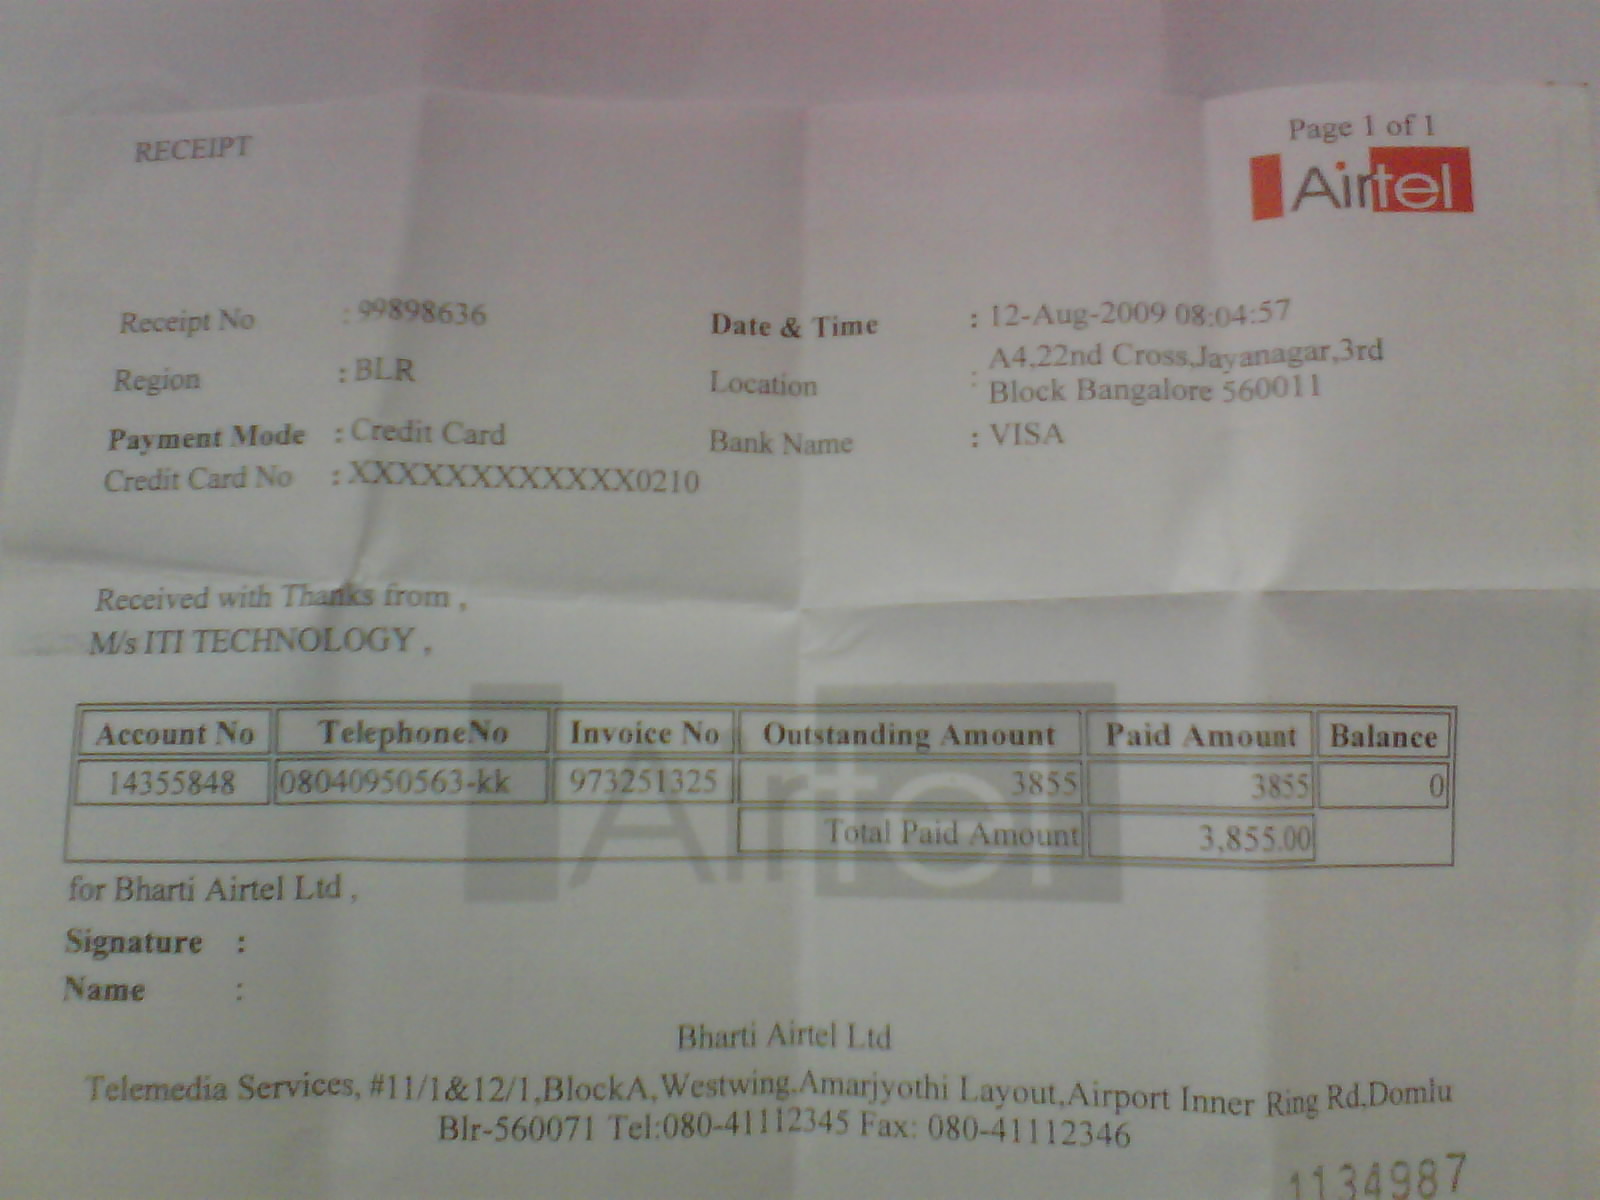 Page 1 of 1
RECEIPT
Airtel
Receipt No : 99898636 Date & Time : 12-Aug-2009 08:04:57
Region : BLR Location : A4,22nd Cross,Jayanagar,3rd
Block Bangalore 560011
Payment Mode : Credit Card Bank Name : VISA
Credit Card No : XXXXXXXXXXXX0210
Received with Thanks from ,
M/s ITI TECHNOLOGY ,
Account No TelephoneNo Invoice No Outstanding Amount Paid Amount Balance
14355848 08040950563-kk 973251325 3855 3855 0
Total Paid Amount 3,855.00
Airtel
for Bharti Airtel Ltd ,
Signature :
Name :
Bharti Airtel Ltd
Telemedia Services, #11/1&12/1,BlockA,Westwing,Amarjyothi Layout,Airport Inner Ring Rd,Domlu
Blr-560071 Tel:080-41112345 Fax: 080-41112346
1134987